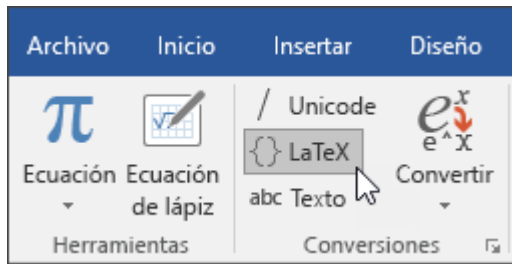 Archivo Inicio Insertar Diseño
π
Ecuación
Ecuación
de lápiz
Herramientas
/ Unicode
{} LaTeX
abc Texto
e^x
e^x
Convertir
Conversiones